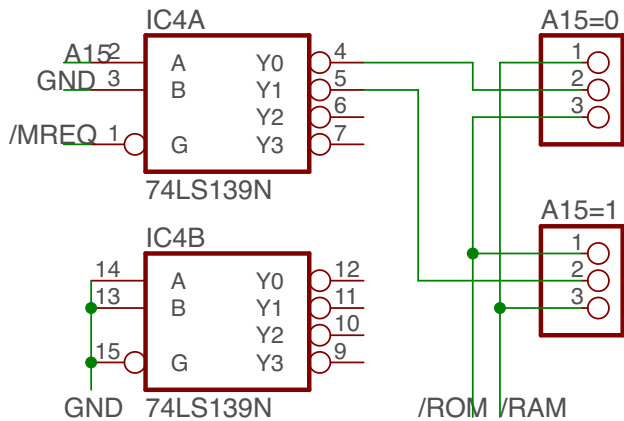 IC4A
A15 2 A Y0 4
GND 3 B Y1 5
Y2 6
/MREQ 1 G Y3 7
74LS139N
A15=0
1
2
3
IC4B
14 A Y0 12
13 B Y1 11
Y2 10
15 G Y3 9
GND 74LS139N
A15=1
1
2
3
/ROM /RAM